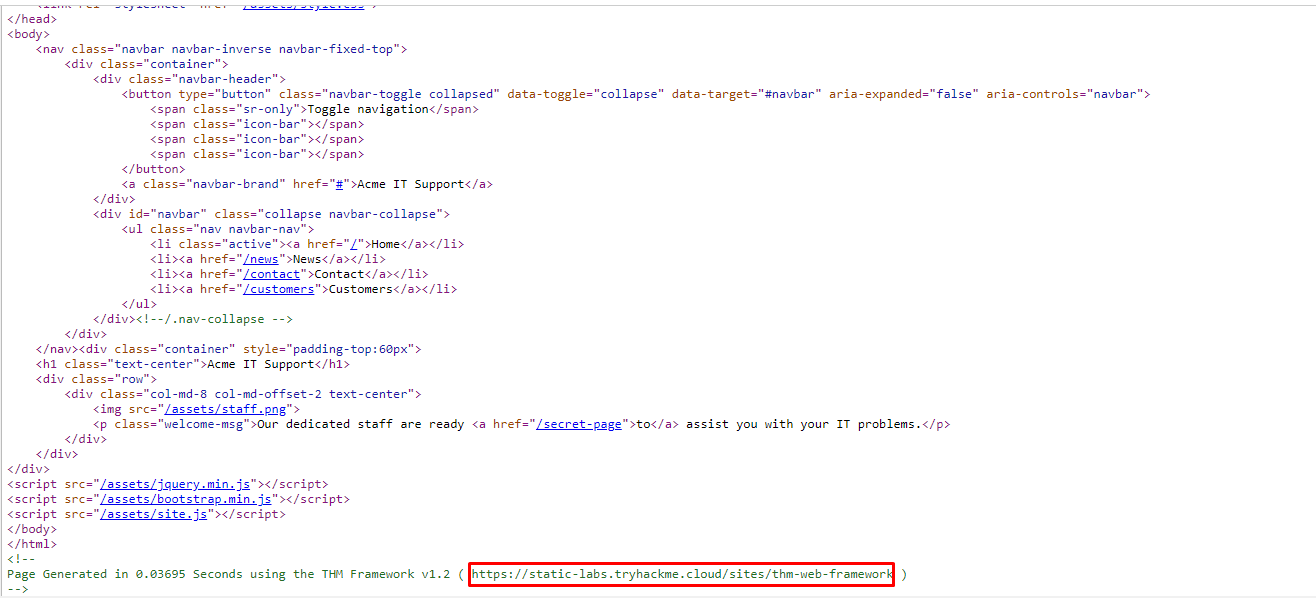 <link rel="stylesheet" href="/assets/style.css">
</head>
<body>
    <nav class="navbar navbar-inverse navbar-fixed-top">
        <div class="container">
            <div class="navbar-header">
                <button type="button" class="navbar-toggle collapsed" data-toggle="collapse" data-target="#navbar" aria-expanded="false" aria-controls="navbar">
                    <span class="sr-only">Toggle navigation</span>
                    <span class="icon-bar"></span>
                    <span class="icon-bar"></span>
                    <span class="icon-bar"></span>
                </button>
                <a class="navbar-brand" href="#">Acme IT Support</a>
            </div>
            <div id="navbar" class="collapse navbar-collapse">
                <ul class="nav navbar-nav">
                    <li class="active"><a href="/">Home</a></li>
                    <li><a href="/news">News</a></li>
                    <li><a href="/contact">Contact</a></li>
                    <li><a href="/customers">Customers</a></li>
                </ul>
            </div><!--/.nav-collapse -->
        </div>
    </nav><div class="container" style="padding-top:60px">
    <h1 class="text-center">Acme IT Support</h1>
    <div class="row">
        <div class="col-md-8 col-md-offset-2 text-center">
            <img src="/assets/staff.png">
            <p class="welcome-msg">Our dedicated staff are ready <a href="/secret-page">to</a> assist you with your IT problems.</p>
        </div>
    </div>
</div>
<script src="/assets/jquery.min.js"></script>
<script src="/assets/bootstrap.min.js"></script>
<script src="/assets/site.js"></script>
</body>
</html>
<!--
Page Generated in 0.03695 Seconds using the THM Framework v1.2 ( https://static-labs.tryhackme.cloud/sites/thm-web-framework )
-->